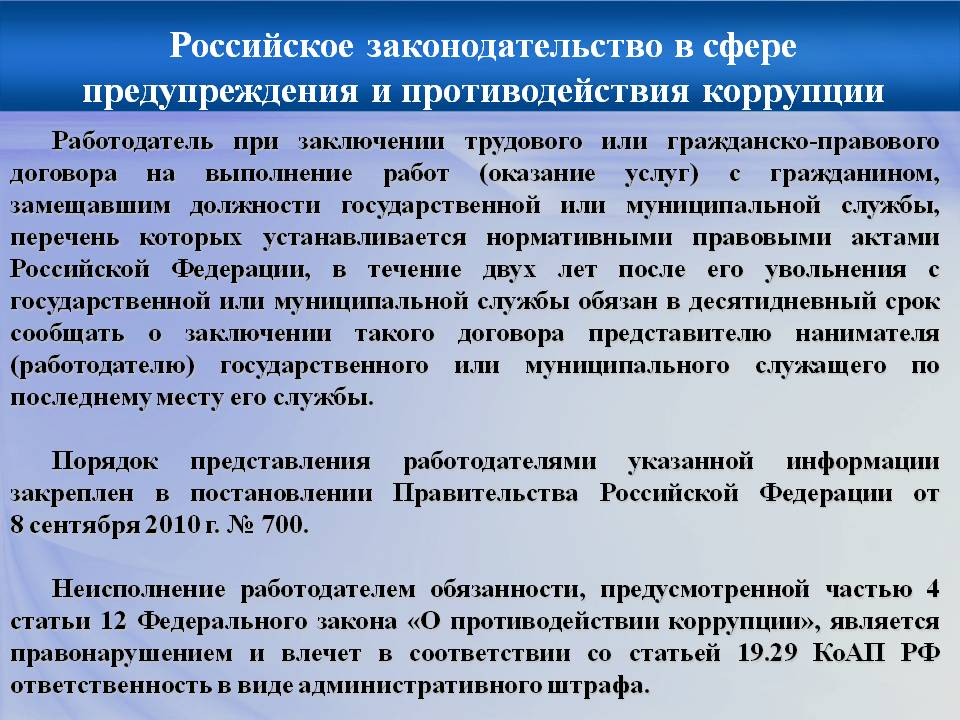 Российское законодательство в сфере
предупреждения и противодействия коррупции
Работодатель при заключении трудового или гражданско-правового
договора на выполнение работ (оказание услуг) с гражданином,
замещавшим должности государственной или муниципальной службы,
перечень которых устанавливается нормативными правовыми актами
Российской Федерации, в течение двух лет после его увольнения с
государственной или муниципальной службы обязан в десятидневный срок
сообщать о заключении такого договора представителю нанимателя
(работодателю) государственного или муниципального служащего по
последнему месту его службы.
Порядок представления работодателями указанной информации
закреплен в постановлении Правительства Российской Федерации от
8 сентября 2010 г. № 700.
Неисполнение работодателем обязанности, предусмотренной частью 4
статьи 12 Федерального закона «О противодействии коррупции», является
правонарушением и влечет в соответствии со статьей 19.29 КоАП РФ
ответственность в виде административного штрафа.